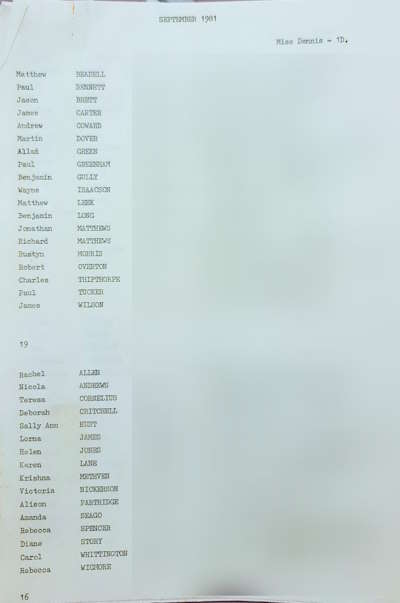 SEPTEMBER 1981
Miss Dennis - 1D.
Matthew BEADELL
Paul BENNETT
Jason BRETT
James CARTER
Andrew COWARD
Martin DOVER
Allan GREEN
Paul GREENHAM
Benjamin GULLY
Wayne ISAACSON
Matthew LEEK
Benjamin LONG
Jonathan MATTHEWS
Richard MATTHEWS
Rustyn MORRIS
Robert OVERTON
Charles THIPTHORPE
Paul TUCKER
James WILSON
19
Rachel ALLEN
Nicola ANDREWS
Teresa CORNELIUS
Deborah CRITCHELL
Sally Ann HIST
Lorna JAMES
Helen JONES
Karen LANE
Krishna METHVEN
Victoria NICKERSON
Alison PARTRIDGE
Amanda SEAGO
Rebecca SPENCER
Diane STORY
Carol WHITTINGTON
Rebecca WIGMORE
16